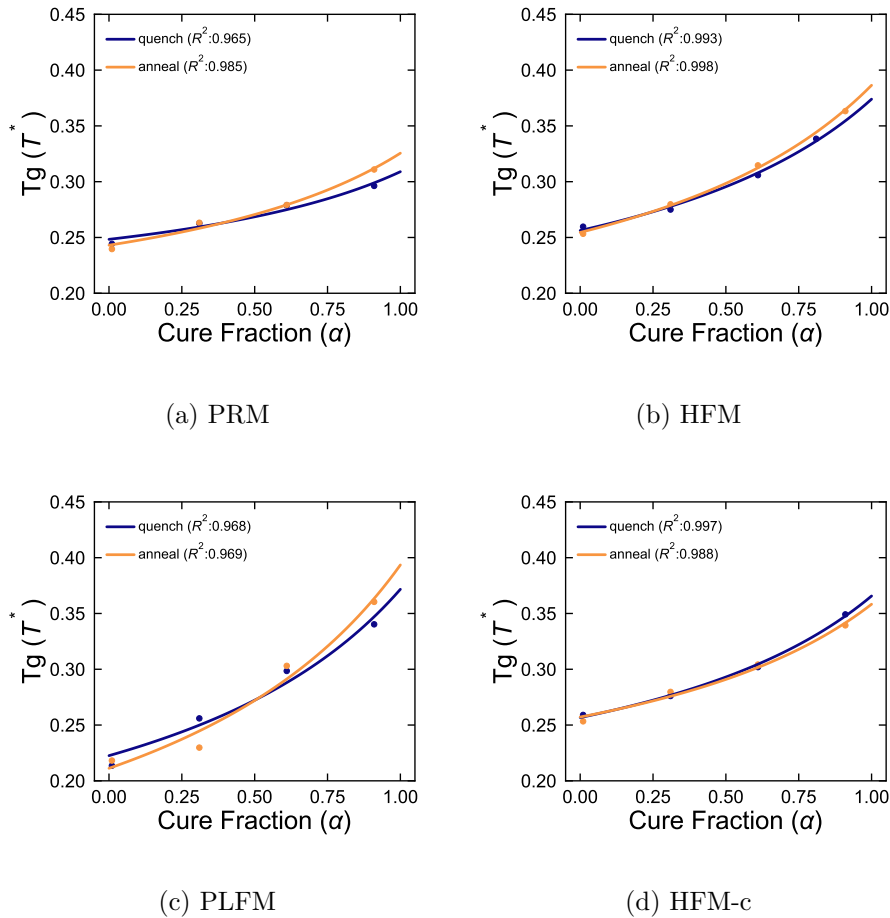 0.45
0.40
0.35
0.30
0.25
0.20
Tg (T*)
quench (R²:0.965)
anneal (R²:0.985)
0.00 0.25 0.50 0.75 1.00
Cure Fraction (α)
(a) PRM
0.45
0.40
0.35
0.30
0.25
0.20
Tg (T*)
quench (R²:0.993)
anneal (R²:0.998)
0.00 0.25 0.50 0.75 1.00
Cure Fraction (α)
(b) HFM
0.45
0.40
0.35
0.30
0.25
0.20
Tg (T*)
quench (R²:0.968)
anneal (R²:0.969)
0.00 0.25 0.50 0.75 1.00
Cure Fraction (α)
(c) PLFM
0.45
0.40
0.35
0.30
0.25
0.20
Tg (T*)
quench (R²:0.997)
anneal (R²:0.988)
0.00 0.25 0.50 0.75 1.00
Cure Fraction (α)
(d) HFM-c